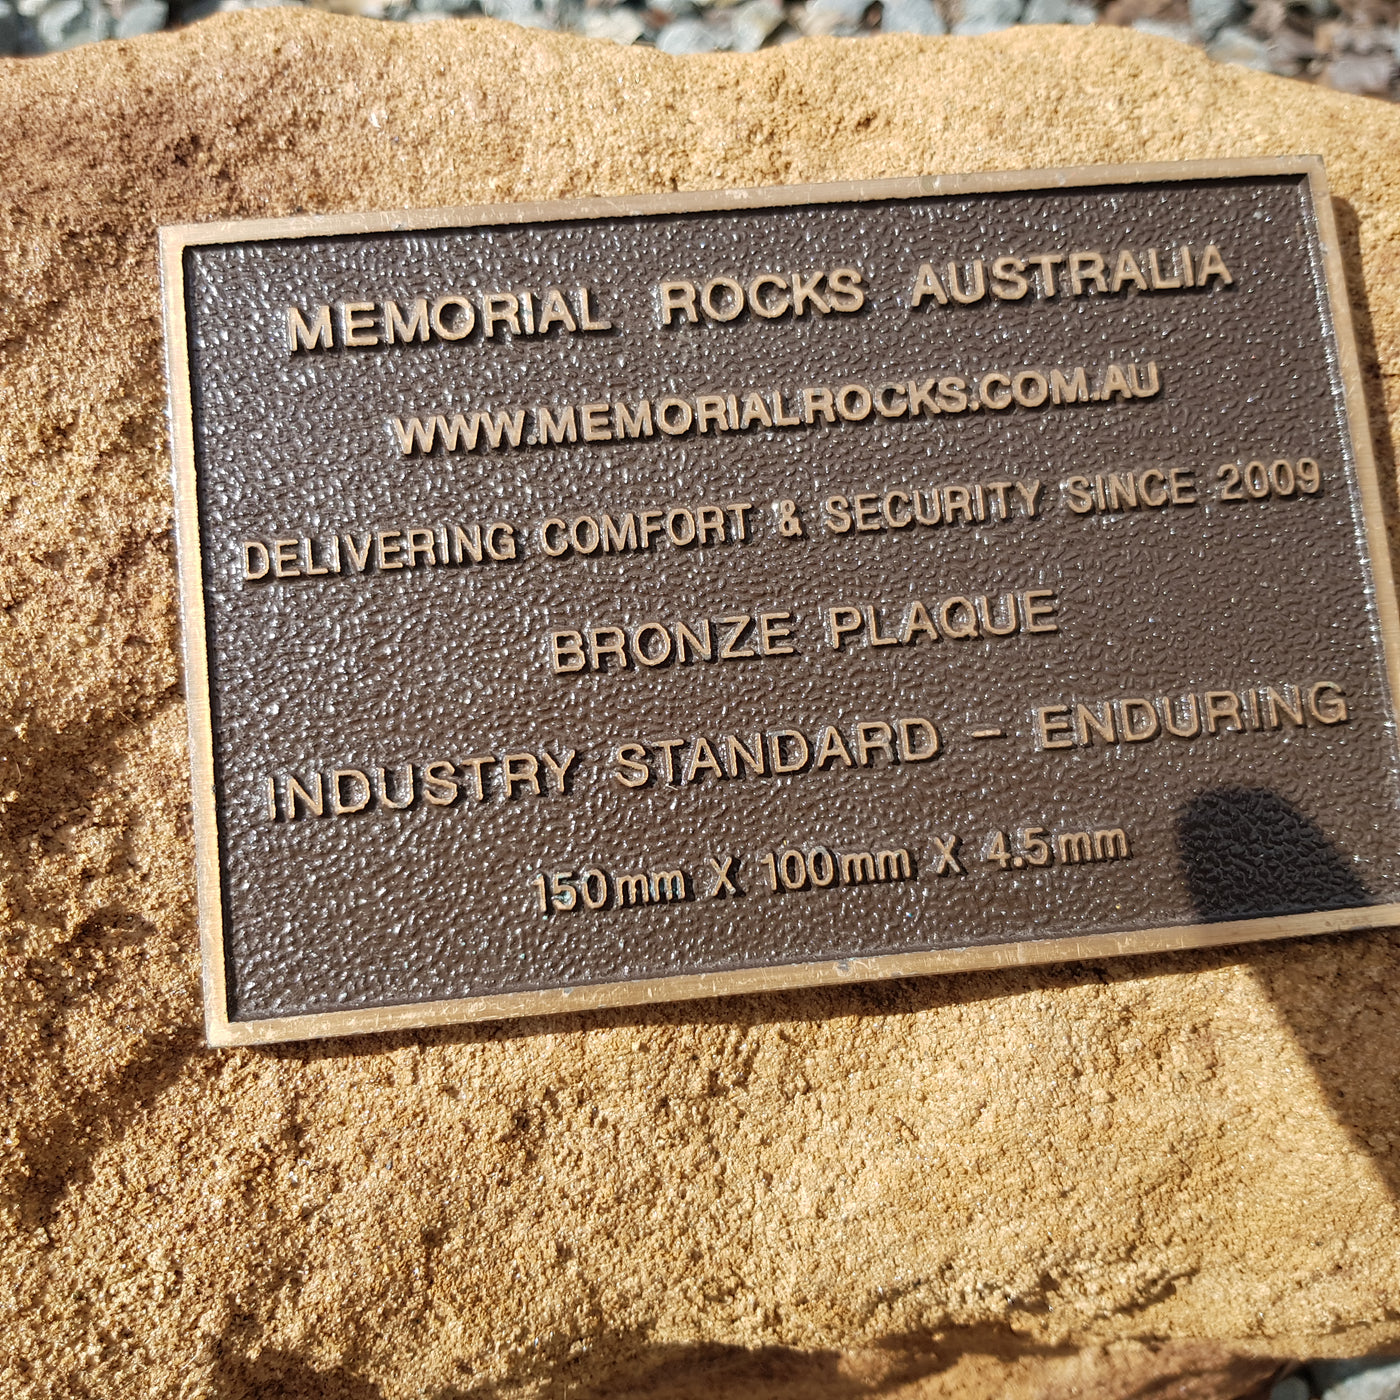 MEMORIAL ROCKS AUSTRALIA
WWW.MEMORIALROCKS.COM.AU
DELIVERING COMFORT & SECURITY SINCE 2009
BRONZE PLAQUE
INDUSTRY STANDARD - ENDURING
150mm X 100mm X 4.5mm